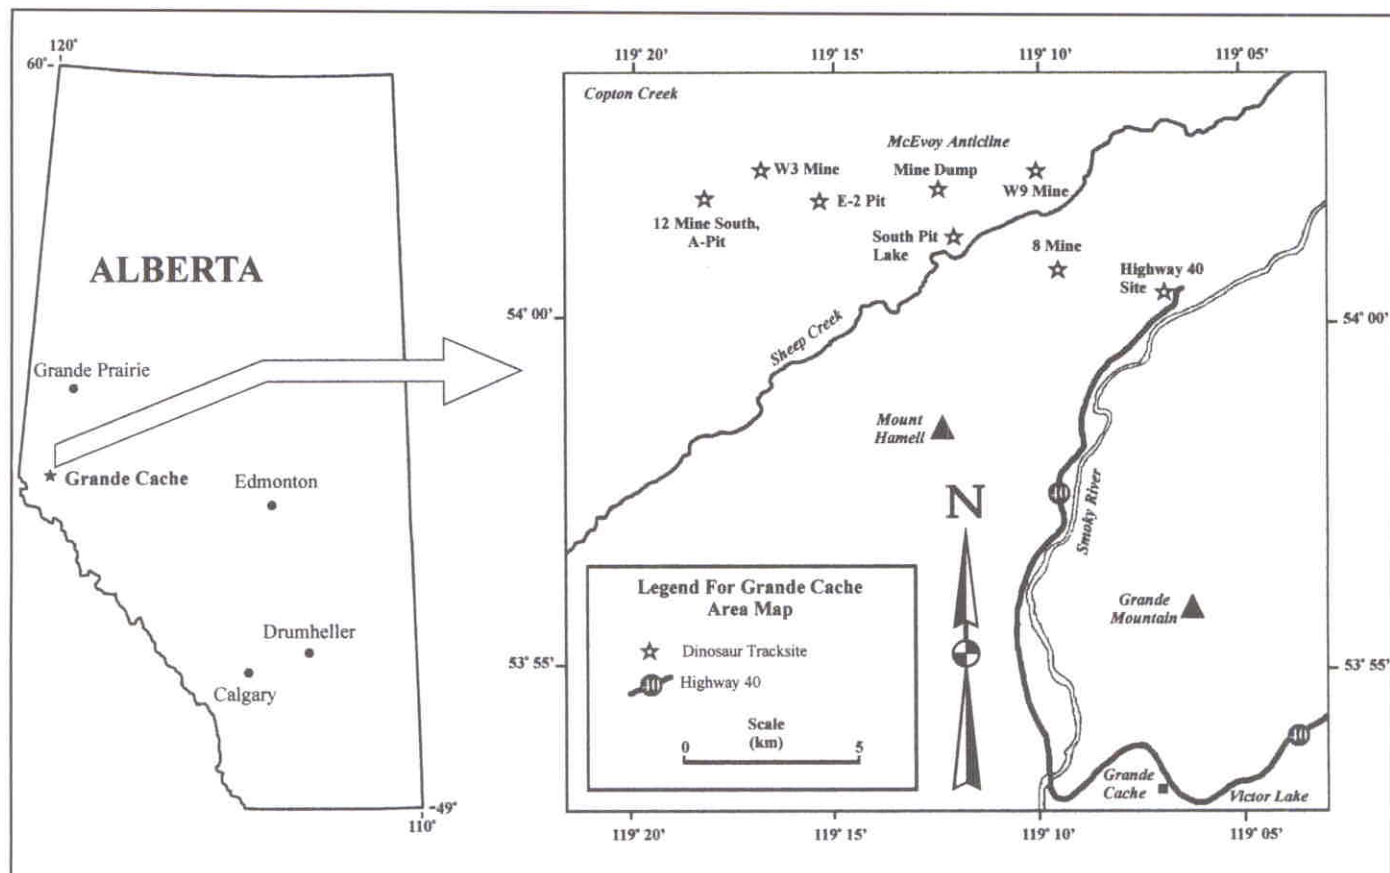 120°
60°
ALBERTA
Grande Prairie
Grande Cache
Edmonton
Drumheller
Calgary
49°
110°
119° 20'
119° 15'
119° 10'
119° 05'
Copton Creek
McEvoy Anticline
W3 Mine
Mine Dump
W9 Mine
E-2 Pit
12 Mine South,
A-Pit
South Pit
Lake
8 Mine
Highway 40
Site
54° 00'
54° 00'
Sheep Creek
Mount
Hamell
40
Smoky River
N
Grande
Mountain
Legend For Grande Cache
Area Map
Dinosaur Tracksite
40
Highway 40
Scale
(km)
0
5
53° 55'
53° 55'
40
Grande
Cache
Victor Lake
119° 20'
119° 15'
119° 10'
119° 05'